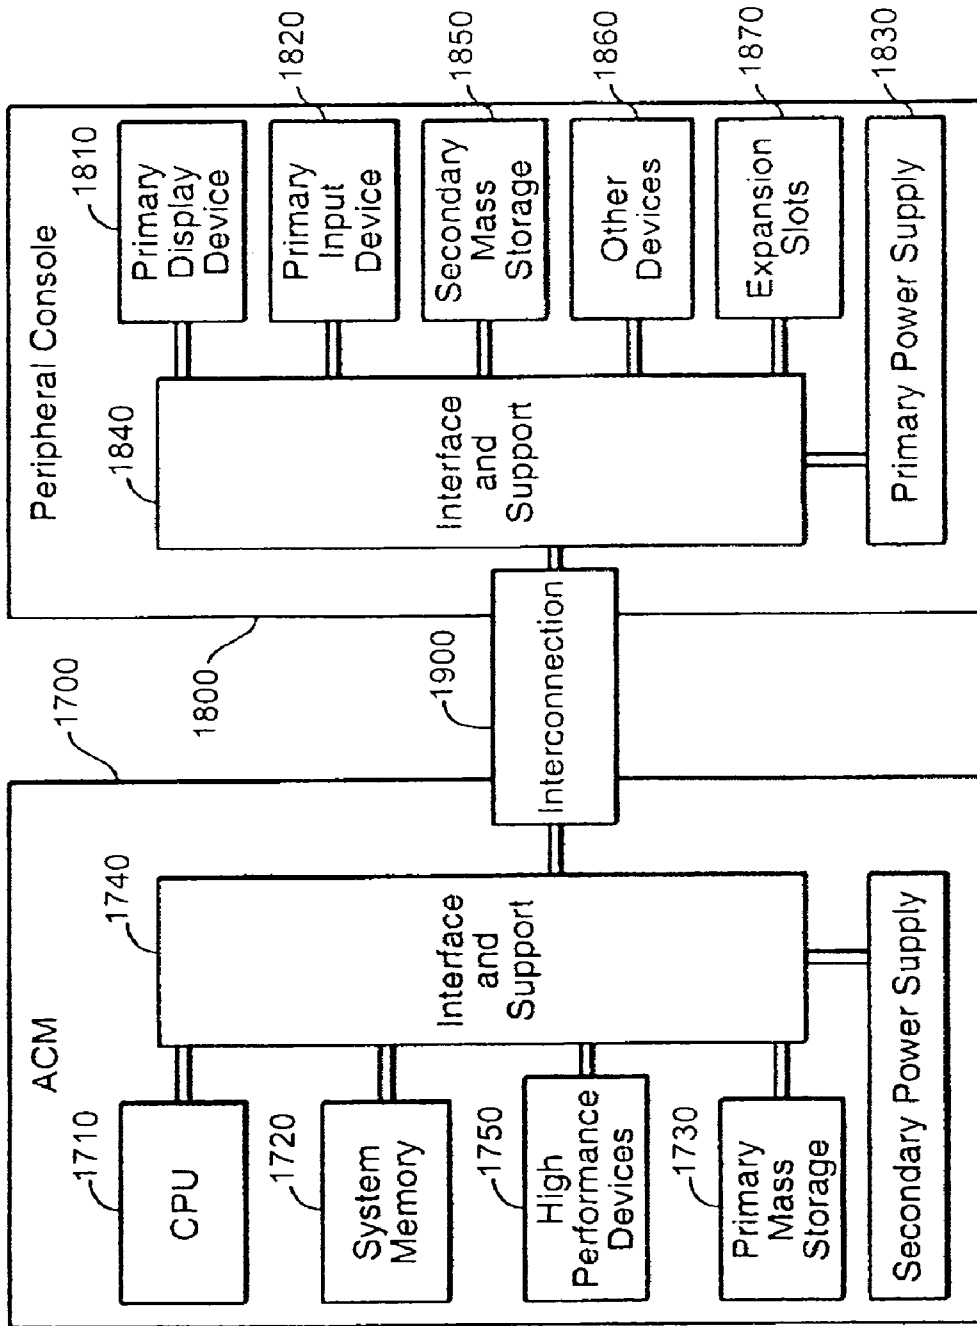 ACM
1700
1710
CPU
1720
System
Memory
1750
High
Performance
Devices
1730
Primary
Mass
Storage
1740
Interface
and
Support
Secondary Power Supply
1900
Interconnection
Peripheral Console
1800
1840
Interface
and
Support
1810
Primary
Display
Device
Primary
Input
Device
1820
Secondary
Mass
Storage
1850
Other
Devices
1860
Expansion
Slots
1870
Primary Power Supply
1830